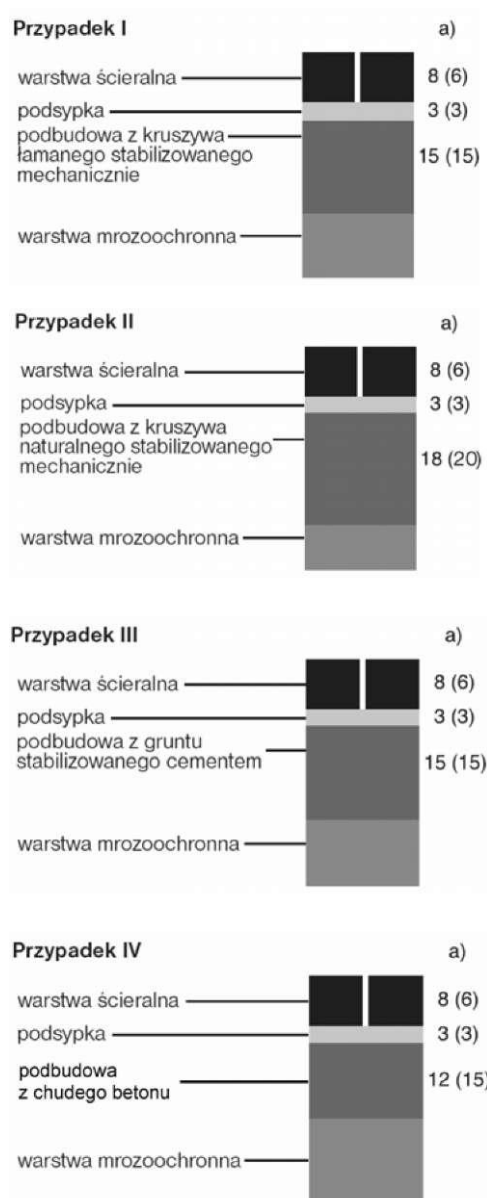 Przypadek I a)
warstwa ścieralna 8 (6)
podsypka 3 (3)
podbudowa z kruszywa
łamanego stabilizowanego 15 (15)
mechanicznie
warstwa mrozoochronna
Przypadek II a)
warstwa ścieralna 8 (6)
podsypka 3 (3)
podbudowa z kruszywa
naturalnego stabilizowanego 18 (20)
mechanicznie
warstwa mrozoochronna
Przypadek III a)
warstwa ścieralna 8 (6)
podsypka 3 (3)
podbudowa z gruntu
stabilizowanego cementem 15 (15)
warstwa mrozoochronna
Przypadek IV a)
warstwa ścieralna 8 (6)
podsypka 3 (3)
podbudowa 12 (15)
z chudego betonu
warstwa mrozoochronna